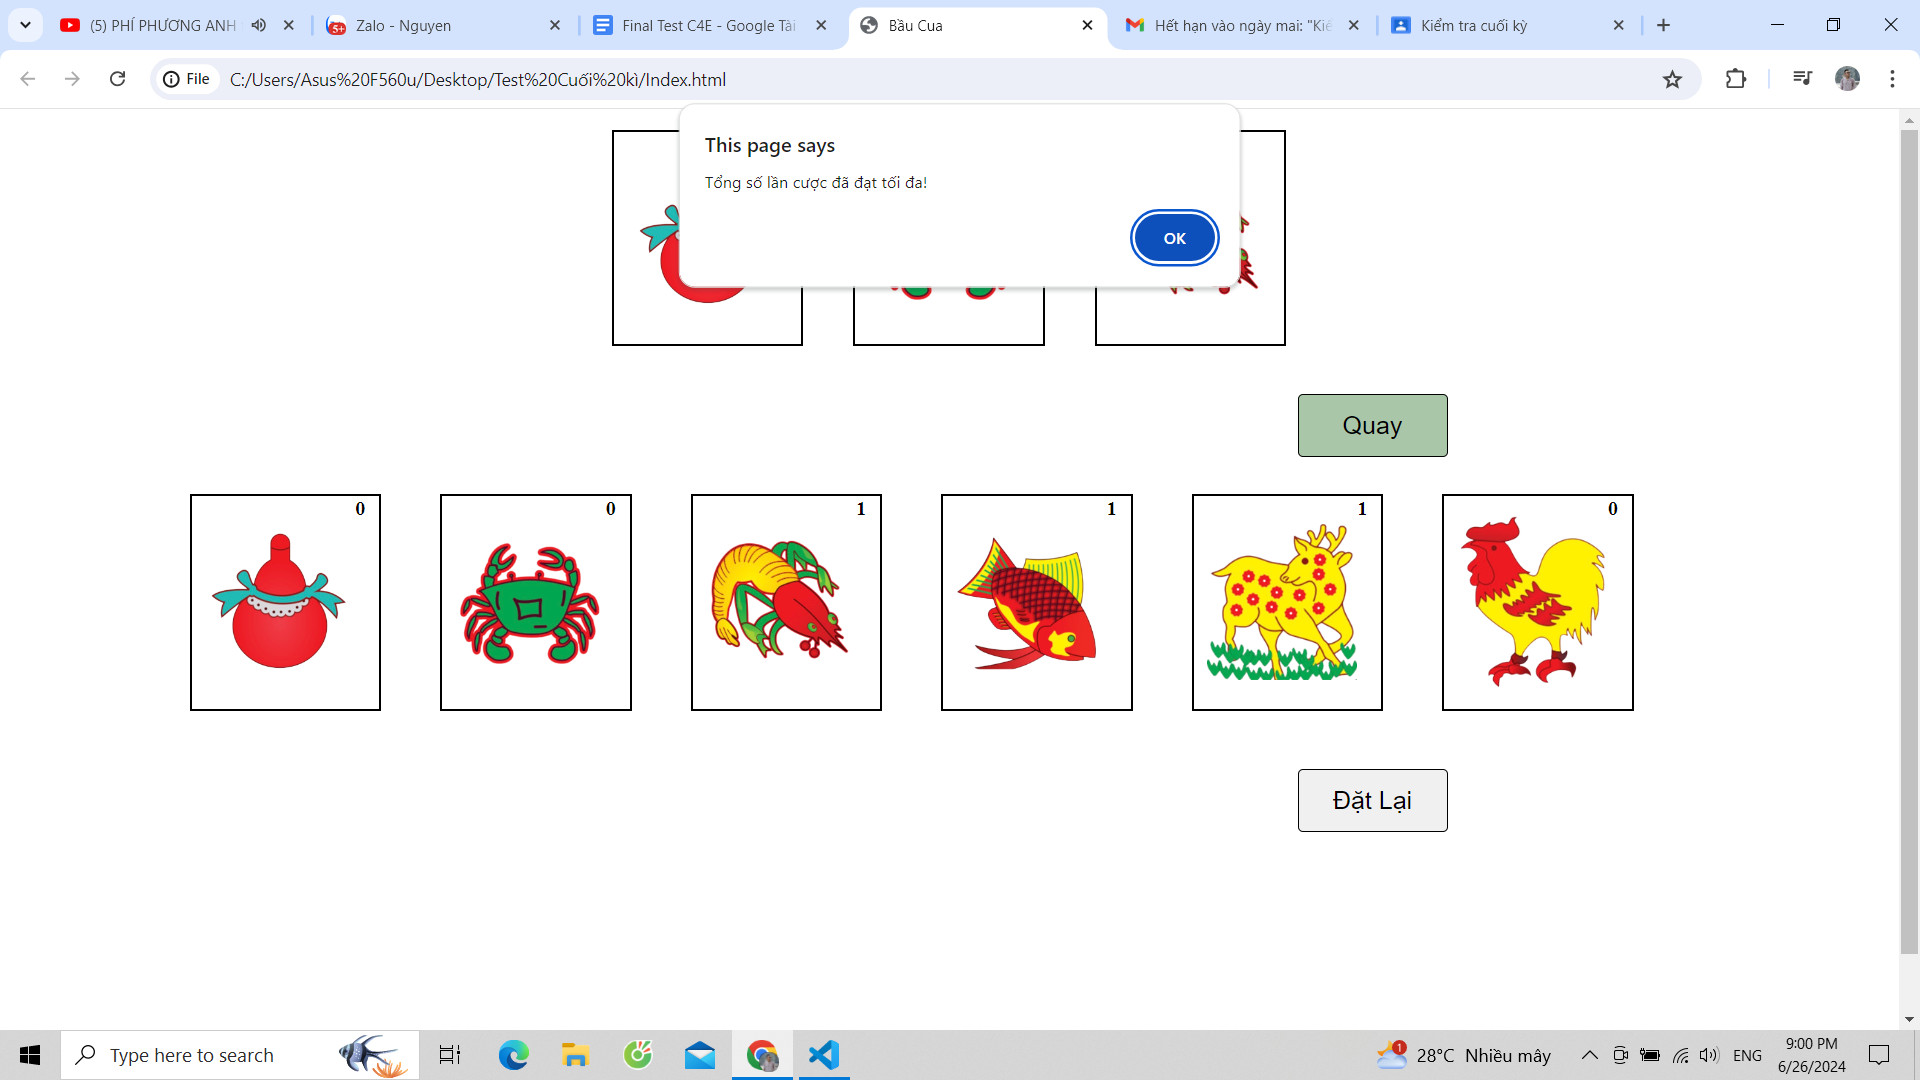 (5) PHÍ PHƯƠNG ANH
Zalo - Nguyen
Final Test C4E - Google Tài
Bầu Cua
Hết hạn vào ngày mai: "Kiể
Kiểm tra cuối kỳ
File
C:/Users/Asus%20F560u/Desktop/Test%20Cuối%20kì/Index.html
This page says
Tổng số lần cược đã đạt tối đa!
OK
Quay
0
0
1
1
1
0
Đặt Lại
Type here to search
5+
1
28°C Nhiều mây
ENG
9:00 PM
6/26/2024